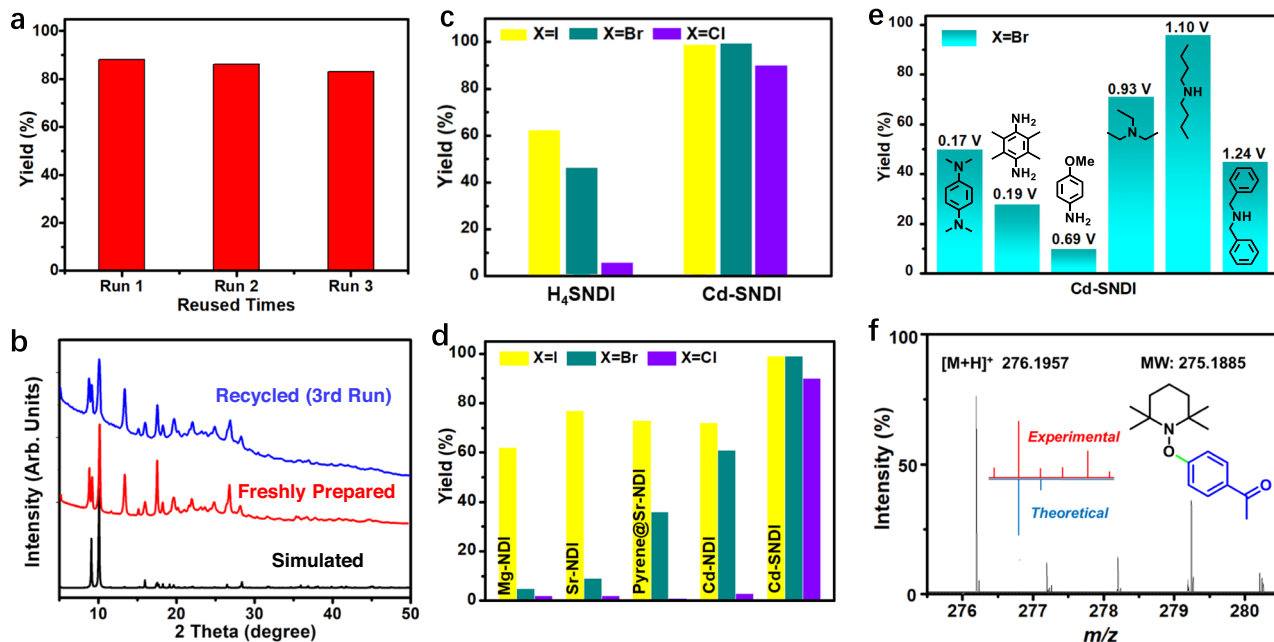 a
Yield (%)
100
80
60
40
20
0
Run 1 Run 2 Run 3
Reused Times
b
Intensity (Arb. Units)
Recycled (3rd Run)
Freshly Prepared
Simulated
10 20 30 40 50
2 Theta (degree)
c
Yield (%)
100
80
60
40
20
0
X=I X=Br X=Cl
H₄SNDI Cd-SNDI
d
Yield (%)
100
80
60
40
20
0
X=I X=Br X=Cl
Mg-NDI
Sr-NDI
Pyrene@Sr-NDI
Cd-NDI
Cd-SNDI
e
Yield (%)
100
80
60
40
20
0
X=Br
0.17 V
N
N
0.19 V
NH₂
NH₂
0.69 V
OMe
NH₂
0.93 V
N
1.10 V
NH
1.24 V
NH
Cd-SNDI
f
Intensity (%)
100
50
0
[M+H]⁺ 276.1957 MW: 275.1885
Experimental
Theoretical
N
O
O
276 277 278 279 280
m/z